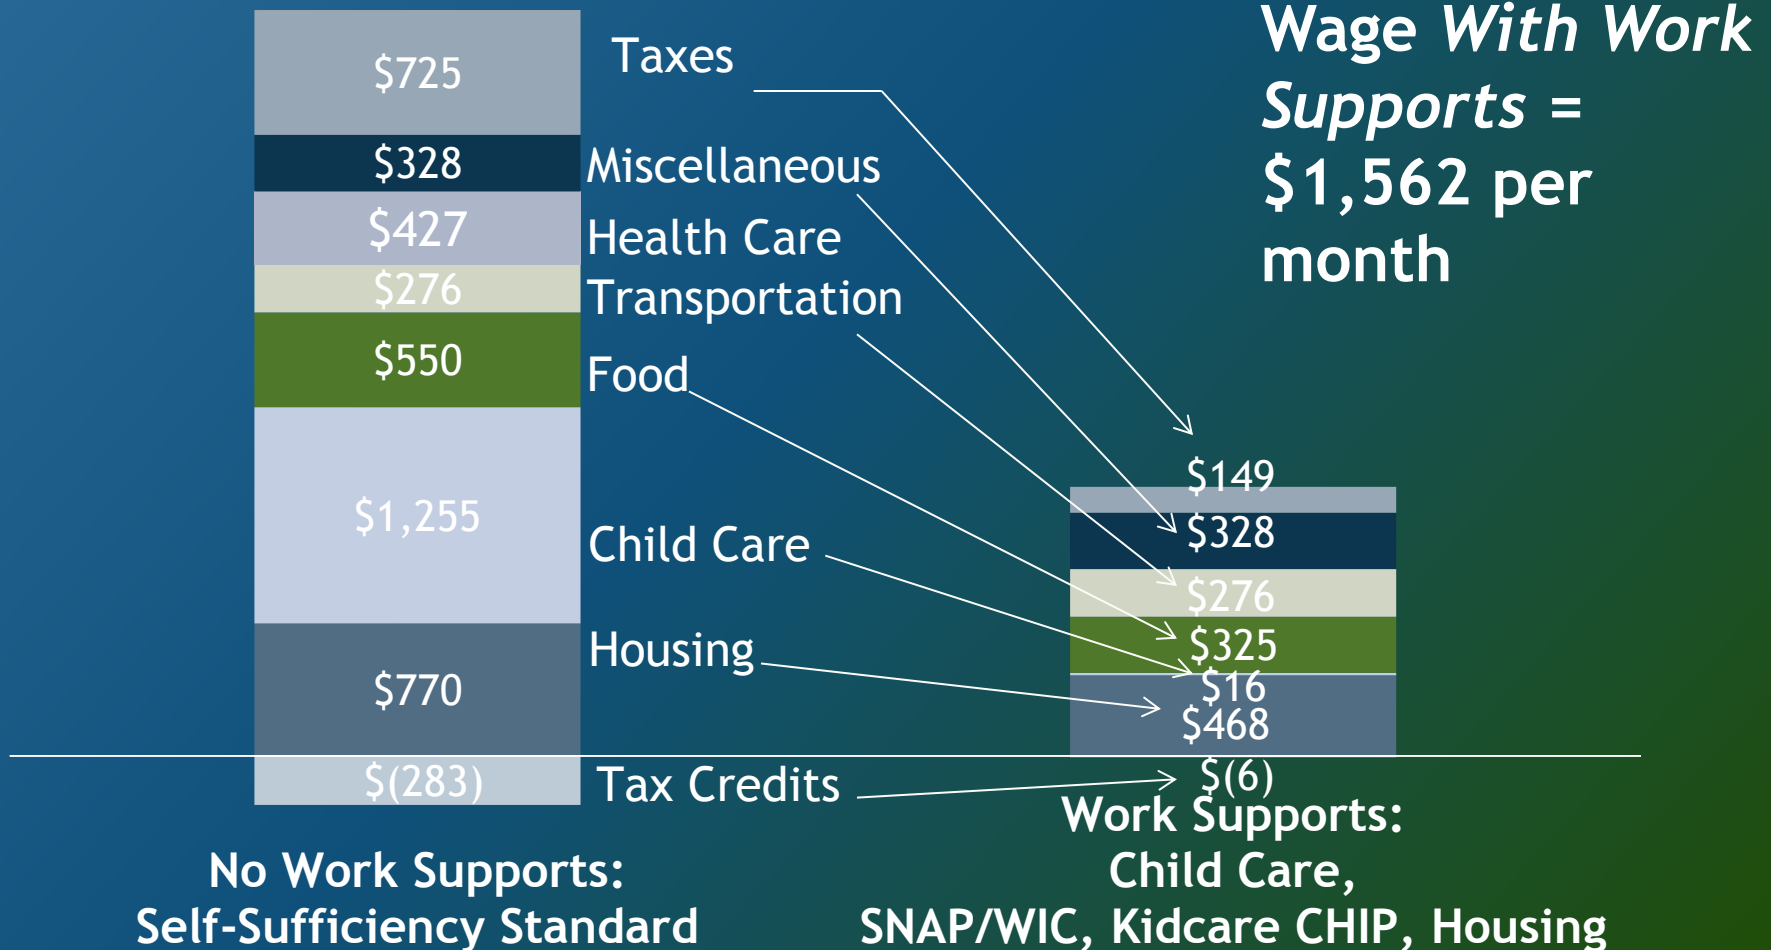 Wage With Work
Supports =
$1,562 per
month
$725
Taxes
$328
Miscellaneous
$427
Health Care
$276
Transportation
$550
Food
$1,255
Child Care
$770
Housing
$(283)
Tax Credits
$149
$328
$276
$325
$16
$468
$(6)
No Work Supports:
Self-Sufficiency Standard
Work Supports:
Child Care,
SNAP/WIC, Kidcare CHIP, Housing